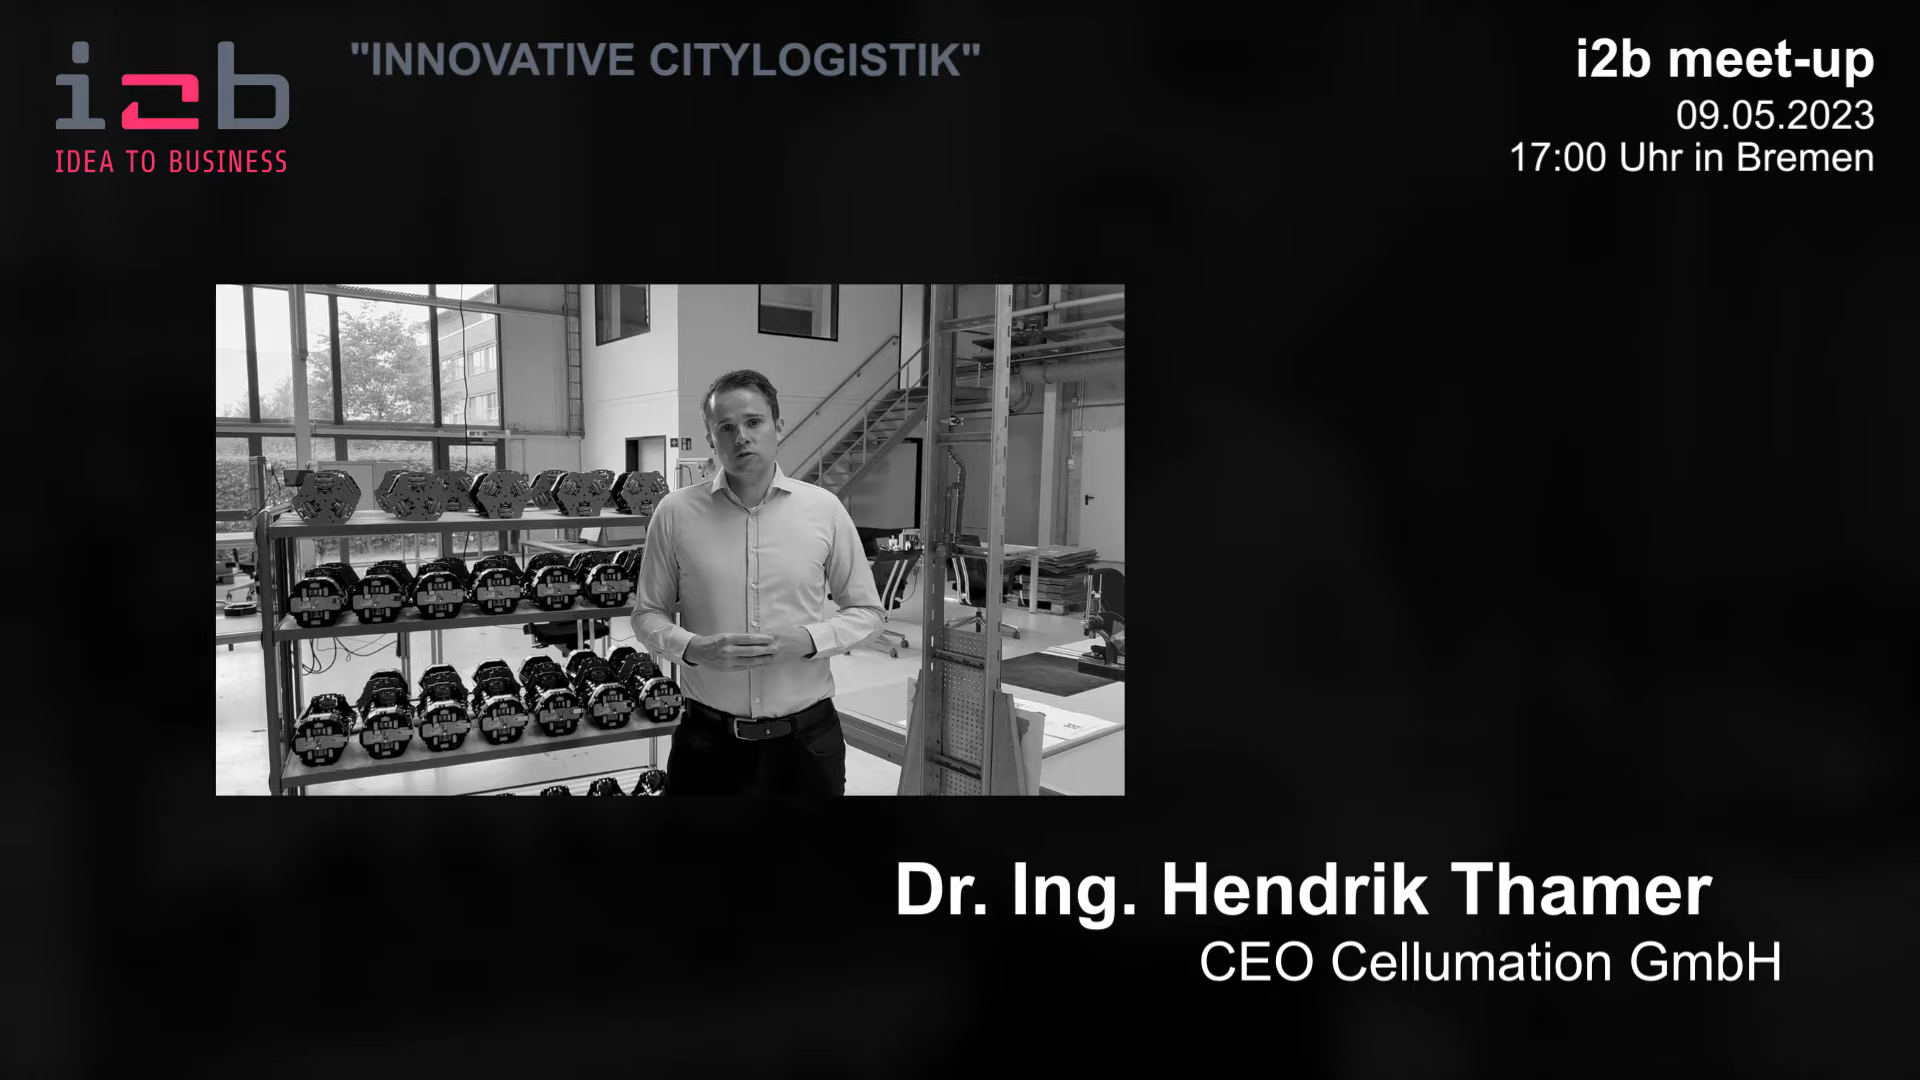 i2b
IDEA TO BUSINESS
"INNOVATIVE CITYLOGISTIK"
i2b meet-up
09.05.2023
17:00 Uhr in Bremen
Dr. Ing. Hendrik Thamer
CEO Cellumation GmbH